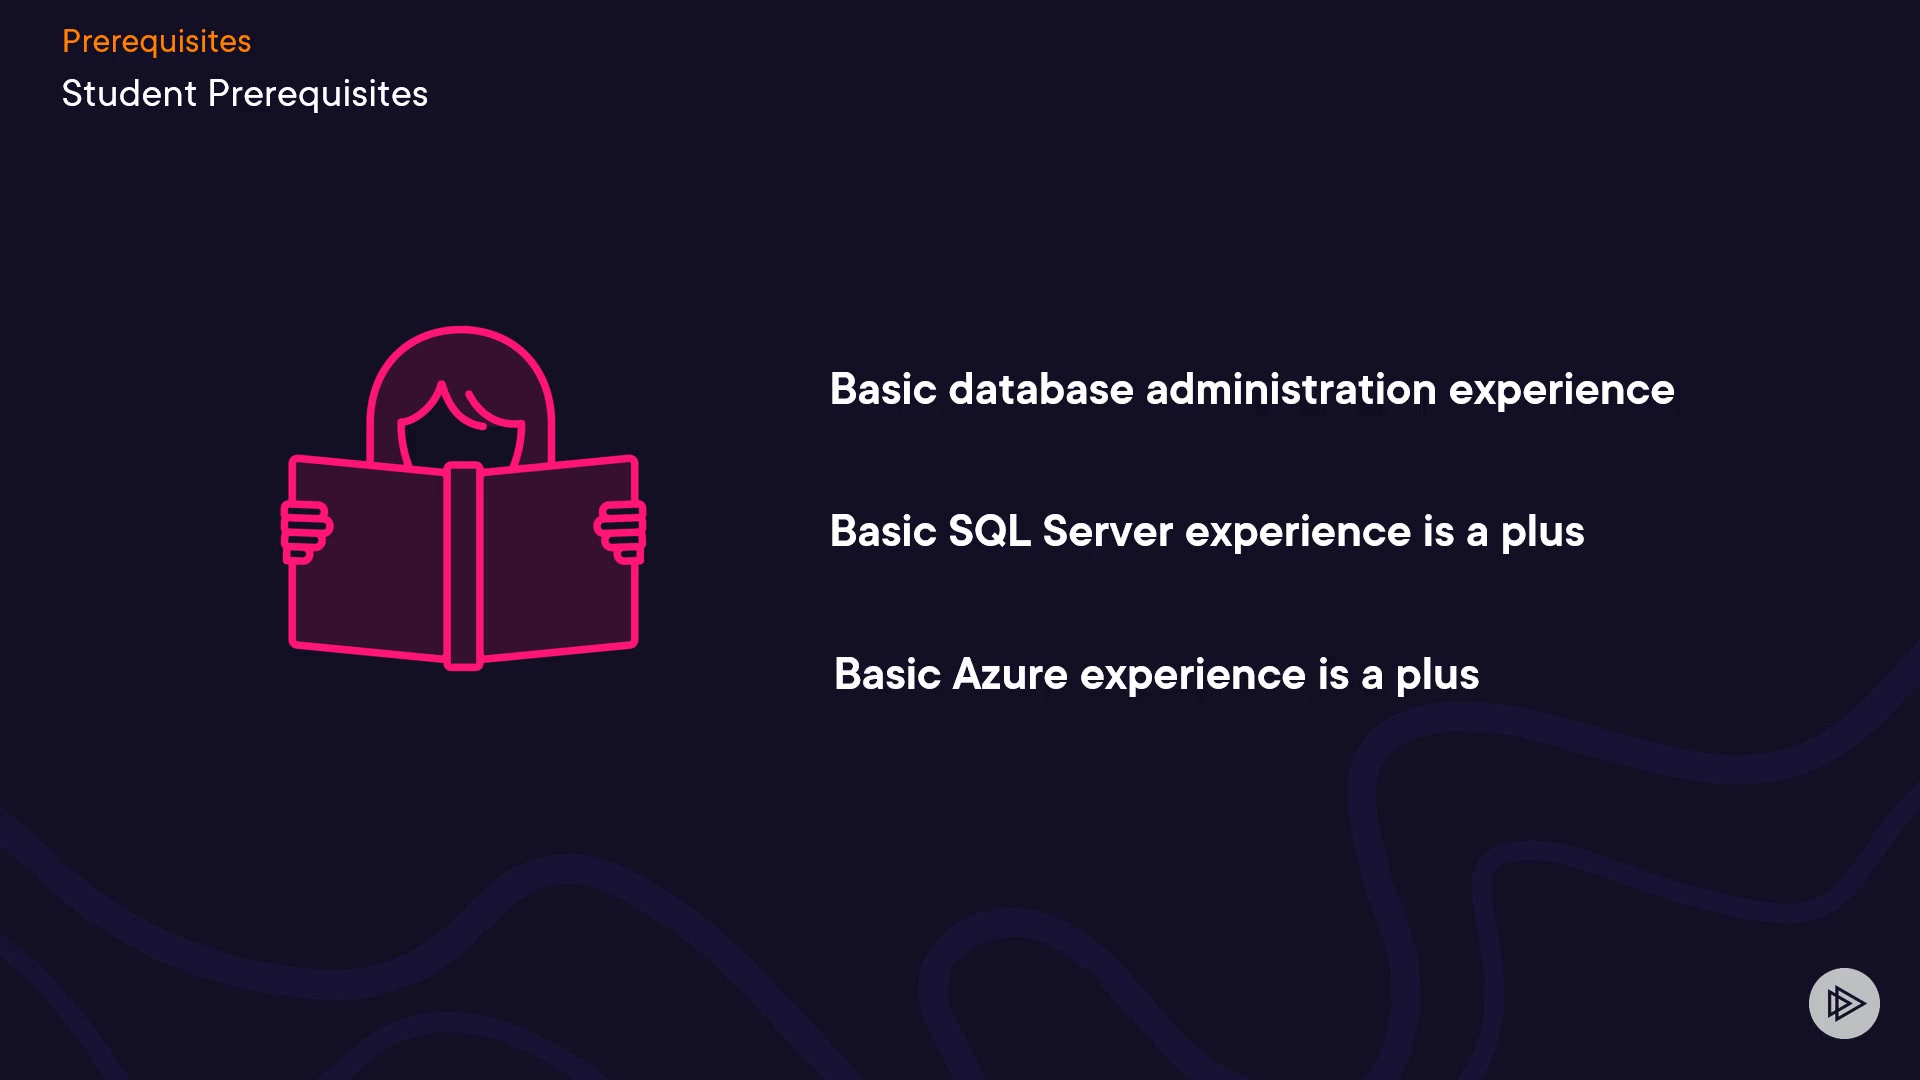 Prerequisites
Student Prerequisites
Basic database administration experience
Basic SQL Server experience is a plus
Basic Azure experience is a plus